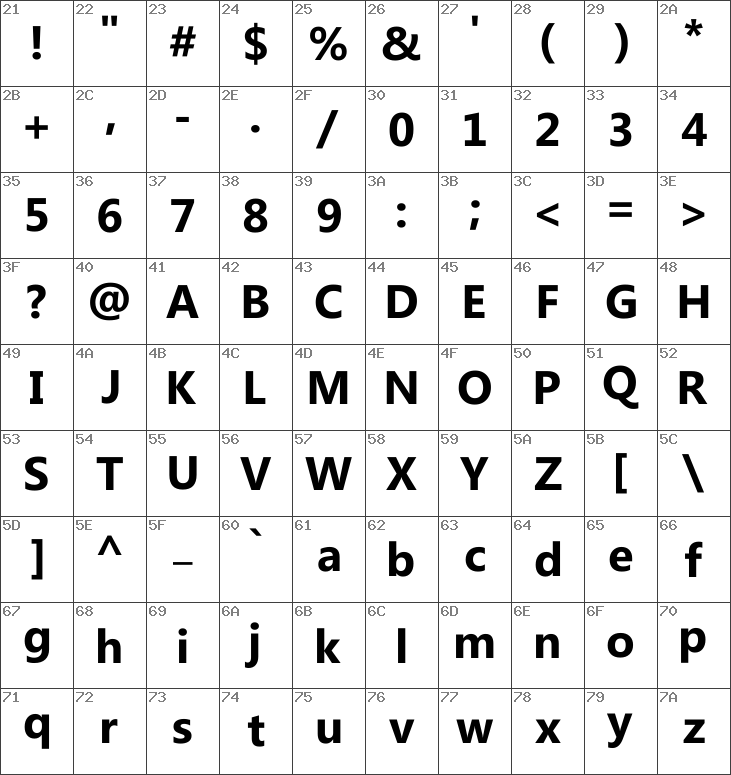 21 22 23 24 25 26 27 28 29 2A
! " # $ % & ' ( ) *
2B 2C 2D 2E 2F 30 31 32 33 34
+ , - . / 0 1 2 3 4
35 36 37 38 39 3A 3B 3C 3D 3E
5 6 7 8 9 : ; < = >
3F 40 41 42 43 44 45 46 47 48
? @ A B C D E F G H
49 4A 4B 4C 4D 4E 4F 50 51 52
I J K L M N O P Q R
53 54 55 56 57 58 59 5A 5B 5C
S T U V W X Y Z [ \
5D 5E 5F 60 61 62 63 64 65 66
] ^ _ ` a b c d e f
67 68 69 6A 6B 6C 6D 6E 6F 70
g h i j k l m n o p
71 72 73 74 75 76 77 78 79 7A
q r s t u v w x y z